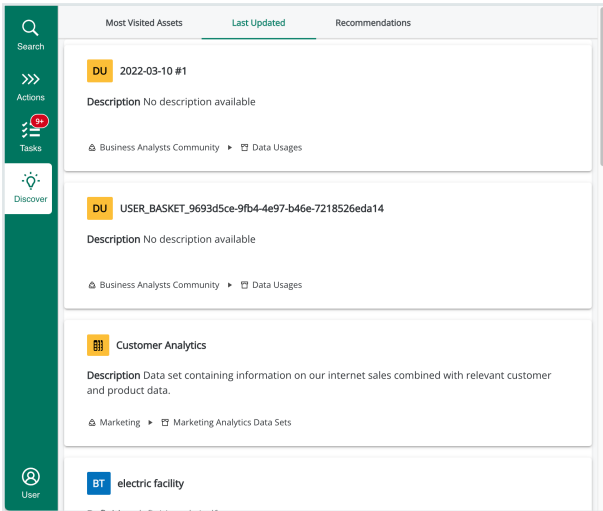 Search
Actions
9+
Tasks
Discover
User
Most Visited Assets Last Updated Recommendations
DU 2022-03-10 #1
Description No description available
Business Analysts Community Data Usages
DU USER_BASKET_9693d5ce-9fb4-4e97-b46e-7218526eda14
Description No description available
Business Analysts Community Data Usages
Customer Analytics
Description Data set containing information on our internet sales combined with relevant customer
and product data.
Marketing Marketing Analytics Data Sets
BT electric facility